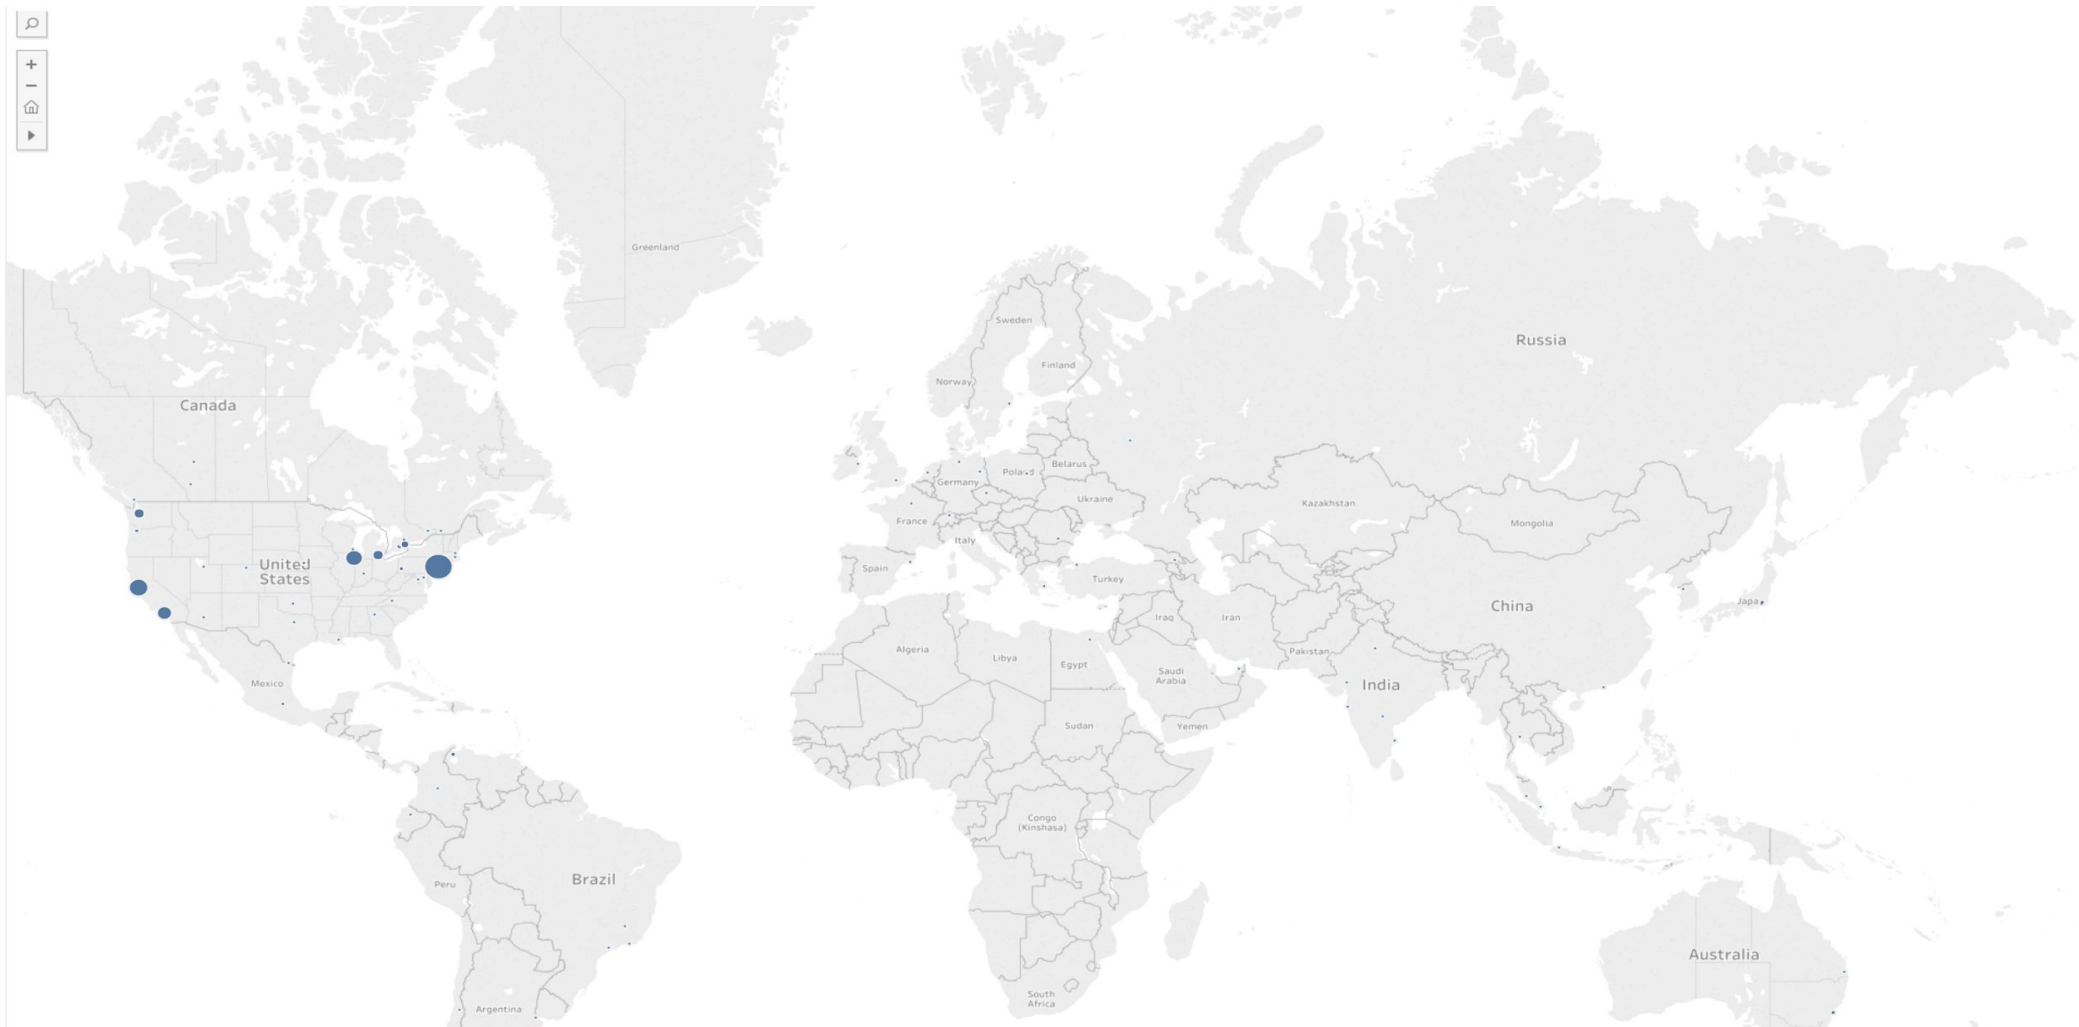 +
−
Greenland
Russia
Sweden
Finland
Norway
Canada
Belarus
Poland
Germany
Ukraine
Kazakhstan
France
Mongolia
Italy
United
States
Spain
Turkey
China
Japa
Iraq
Iran
Algeria
Pakistan
Libya
Egypt
Saudi
Arabia
Mexico
India
Sudan
Yemen
Congo
(Kinshasa)
Brazil
Peru
Australia
South
Africa
Argentina